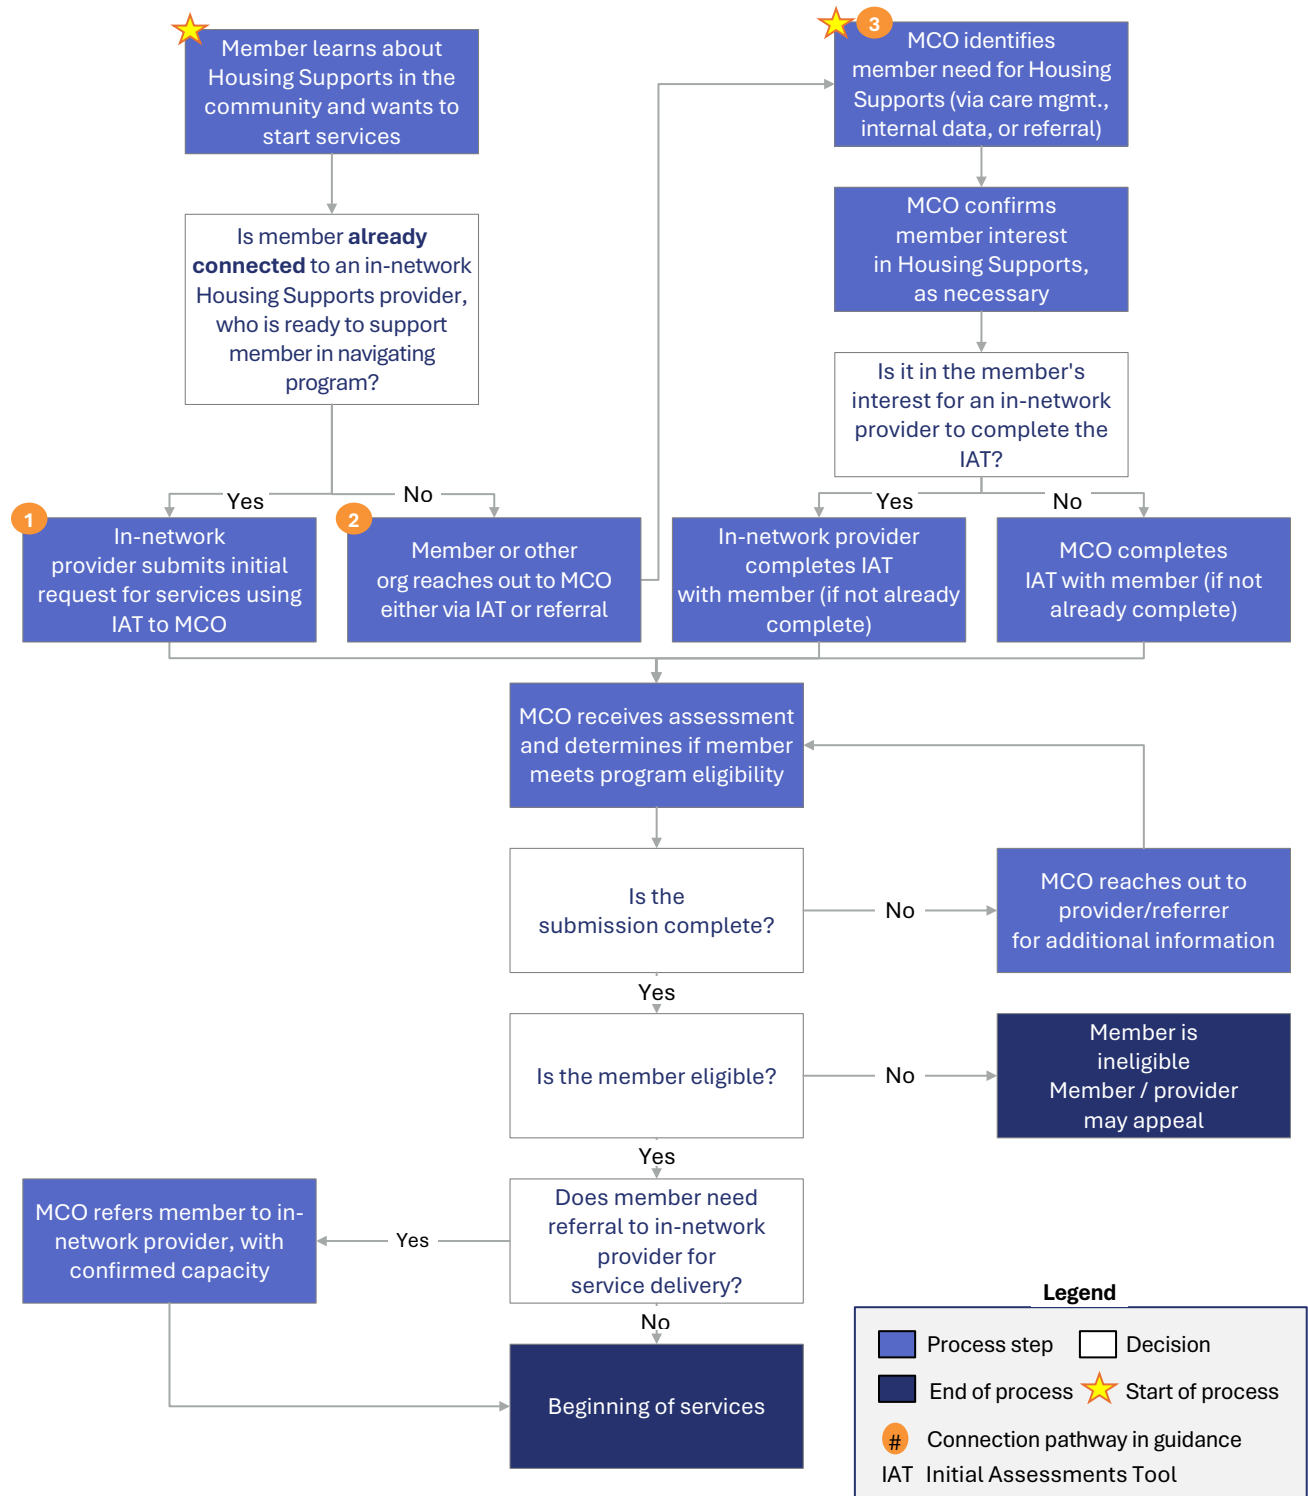 Member learns about
Housing Supports in the
community and wants to
start services
3
MCO identifies
member need for Housing
Supports (via care mgmt.,
internal data, or referral)
MCO confirms
member interest
in Housing Supports,
as necessary
Is member already
connected to an in-network
Housing Supports provider,
who is ready to support
member in navigating
program?
Is it in the member's
interest for an in-network
provider to complete the
IAT?
Yes
No
Yes
No
1
In-network
provider submits initial
request for services using
IAT to MCO
2
Member or other
org reaches out to MCO
either via IAT or referral
In-network provider
completes IAT
with member (if not already
complete)
MCO completes
IAT with member (if not
already complete)
MCO receives assessment
and determines if member
meets program eligibility
Is the
submission complete?
No
MCO reaches out to
provider/referrer
for additional information
Yes
Is the member eligible?
No
Member is
ineligible
Member / provider
may appeal
Yes
Does member need
referral to in-network
provider for
service delivery?
Yes
MCO refers member to in-
network provider, with
confirmed capacity
No
Beginning of services
Legend
Process step
Decision
End of process
Start of process
# Connection pathway in guidance
IAT Initial Assessments Tool